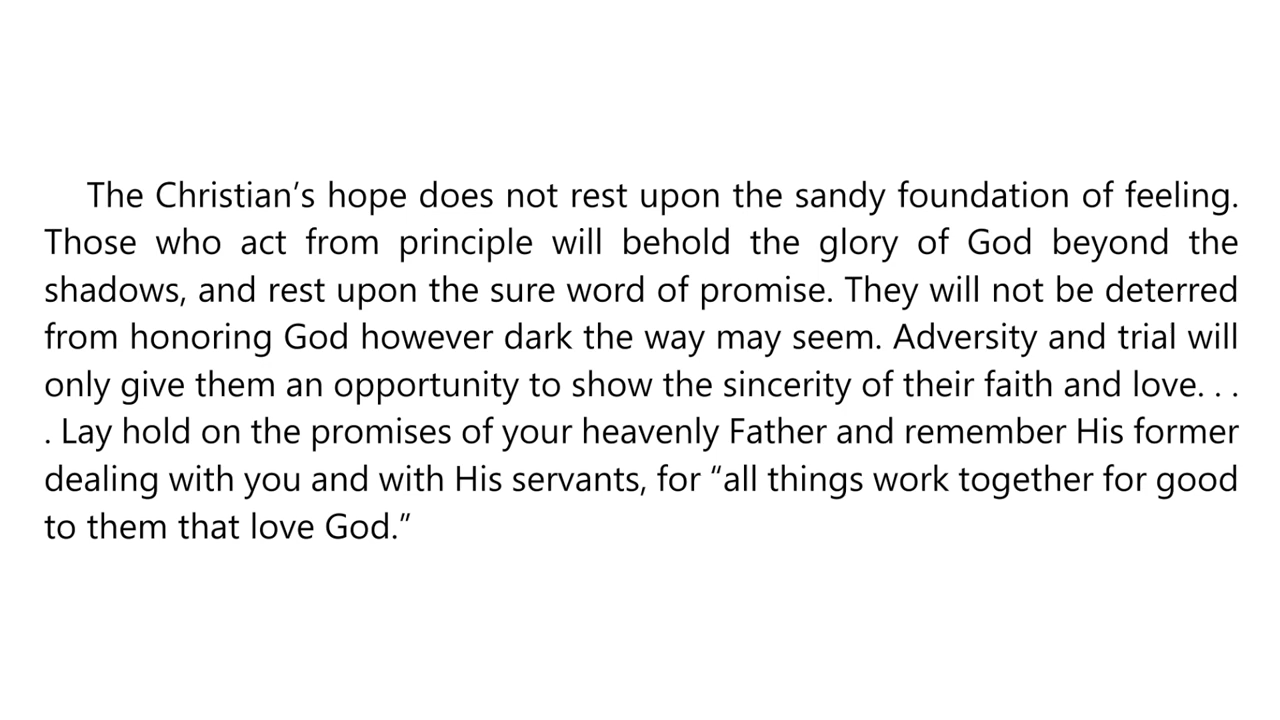 The Christian’s hope does not rest upon the sandy foundation of feeling.
Those who act from principle will behold the glory of God beyond the
shadows, and rest upon the sure word of promise. They will not be deterred
from honoring God however dark the way may seem. Adversity and trial will
only give them an opportunity to show the sincerity of their faith and love. . .
. Lay hold on the promises of your heavenly Father and remember His former
dealing with you and with His servants, for “all things work together for good
to them that love God.”